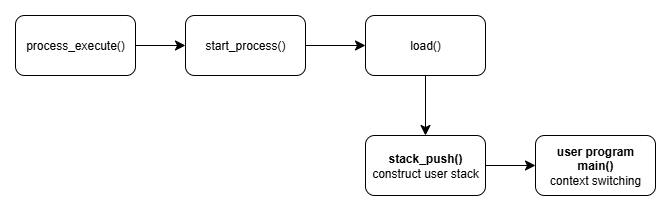 process_execute()
start_process()
load()
stack_push()
construct user stack
user program
main()
context switching